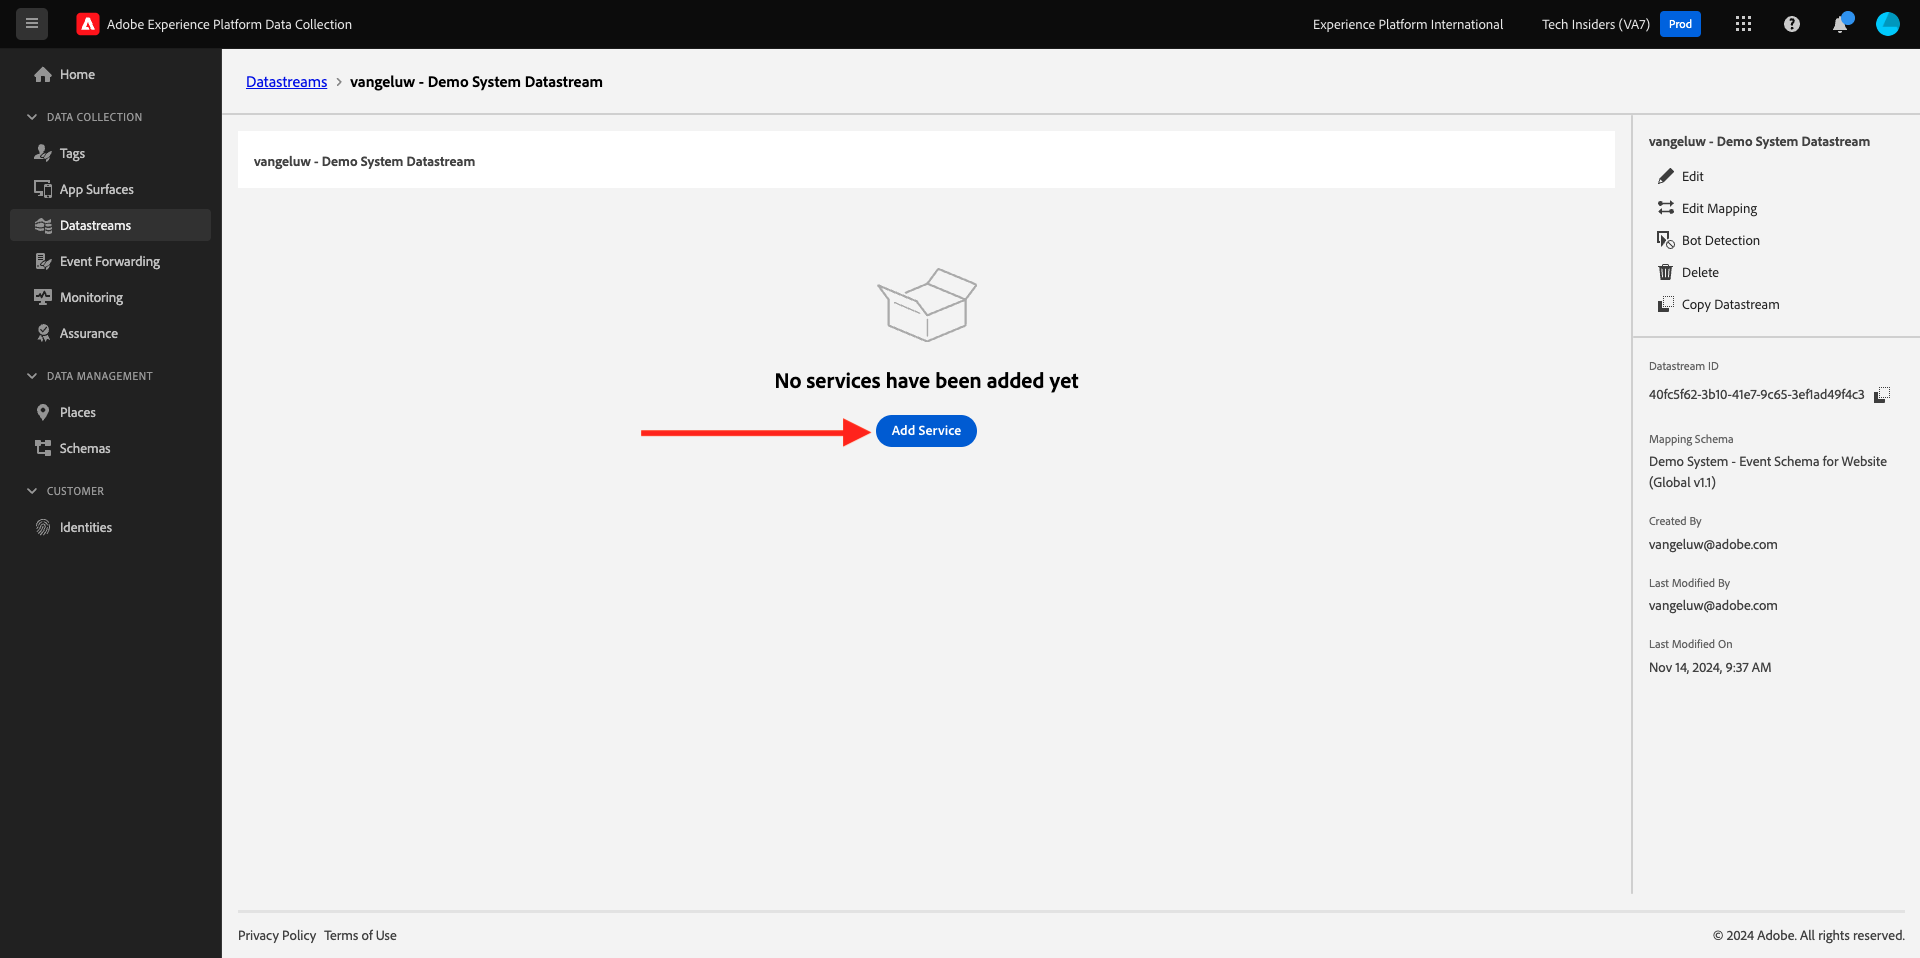 Adobe Experience Platform Data Collection
Experience Platform International
Tech Insiders (VA7)
Prod
Home
DATA COLLECTION
Tags
App Surfaces
Datastreams
Event Forwarding
Monitoring
Assurance
DATA MANAGEMENT
Places
Schemas
CUSTOMER
Identities
Datastreams > vangeluw - Demo System Datastream
vangeluw - Demo System Datastream
No services have been added yet
Add Service
vangeluw - Demo System Datastream
Edit
Edit Mapping
Bot Detection
Delete
Copy Datastream
Datastream ID
40fc5f62-3b10-41e7-9c65-3ef1ad49f4c3
Mapping Schema
Demo System - Event Schema for Website
(Global v1.1)
Created By
vangeluw@adobe.com
Last Modified By
vangeluw@adobe.com
Last Modified On
Nov 14, 2024, 9:37 AM
Privacy Policy Terms of Use
© 2024 Adobe. All rights reserved.